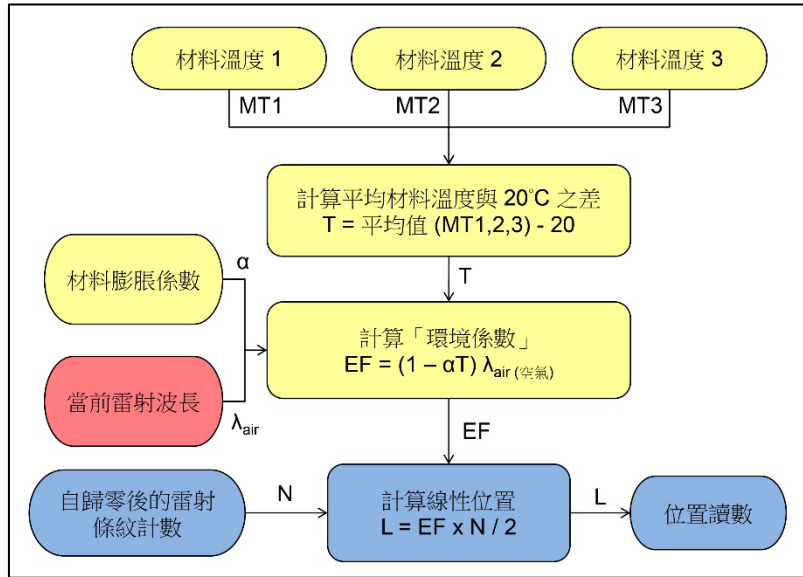 材料溫度 1
材料溫度 2
材料溫度 3
MT1
MT2
MT3
計算平均材料溫度與 20°C 之差
T = 平均值 (MT1,2,3) - 20
材料膨脹係數
α
T
計算「環境係數」
EF = (1 – αT) λair (空氣)
當前雷射波長
λair
EF
自歸零後的雷射
條紋計數
N
計算線性位置
L = EF x N / 2
L
位置讀數